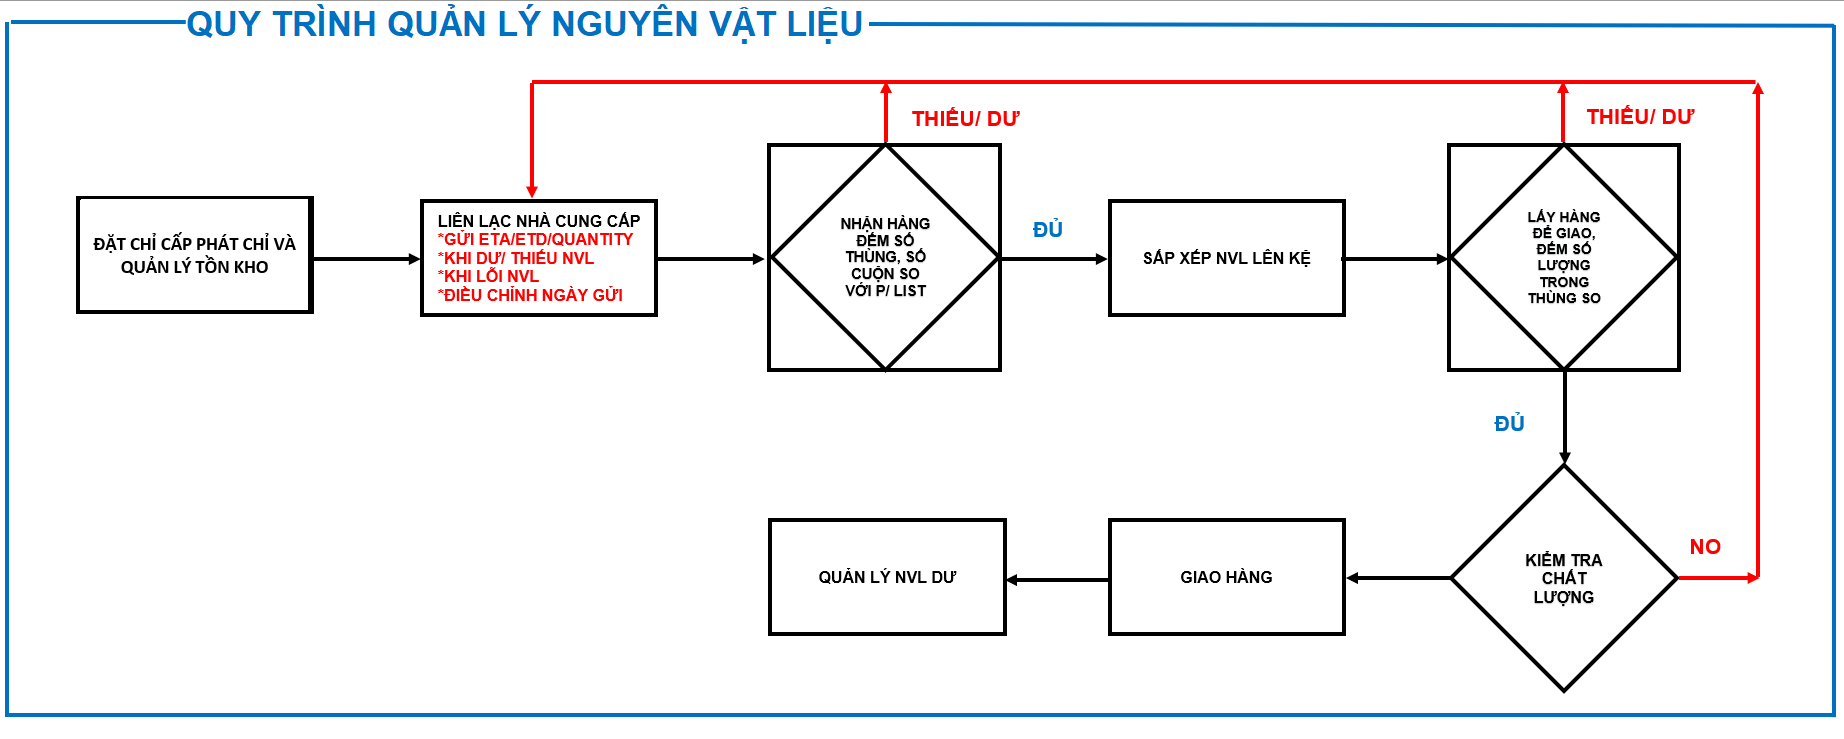 QUY TRÌNH QUẢN LÝ NGUYÊN VẬT LIỆU
THIẾU/ DƯ
THIẾU/ DƯ
ĐẶT CHỈ CẤP PHÁT CHỈ VÀ
QUẢN LÝ TỒN KHO
LIÊN LẠC NHÀ CUNG CẤP
*GỬI ETA/ETD/QUANTITY
*KHI DƯ/ THIẾU NVL
*KHI LỖI NVL
*ĐIỀU CHỈNH NGÀY GỬI
NHẬN HÀNG
ĐẾM SỐ
THÙNG, SỐ
CUỘN SO
VỚI P/ LIST
ĐỦ
SẮP XẾP NVL LÊN KỆ
LẤY HÀNG
ĐỂ GIAO,
ĐẾM SỐ
LƯỢNG
TRONG
THÙNG SO
ĐỦ
KIỂM TRA
CHẤT
LƯỢNG
NO
GIAO HÀNG
QUẢN LÝ NVL DƯ